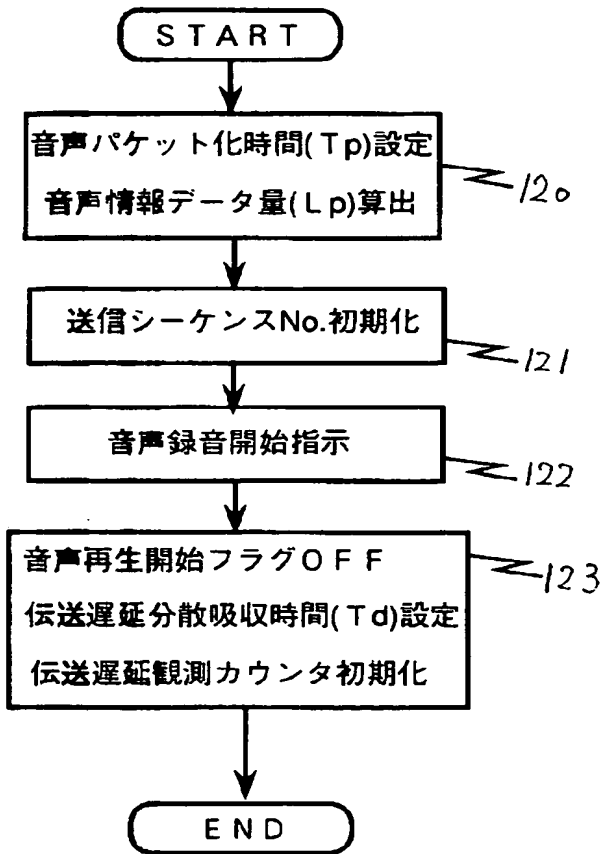 START
音声パケット化時間(Tp)設定
音声情報データ量(Lp)算出
120
送信シーケンスNo.初期化
121
音声録音開始指示
122
音声再生開始フラグOFF
伝送遅延分散吸収時間(Td)設定
伝送遅延観測カウンタ初期化
123
END